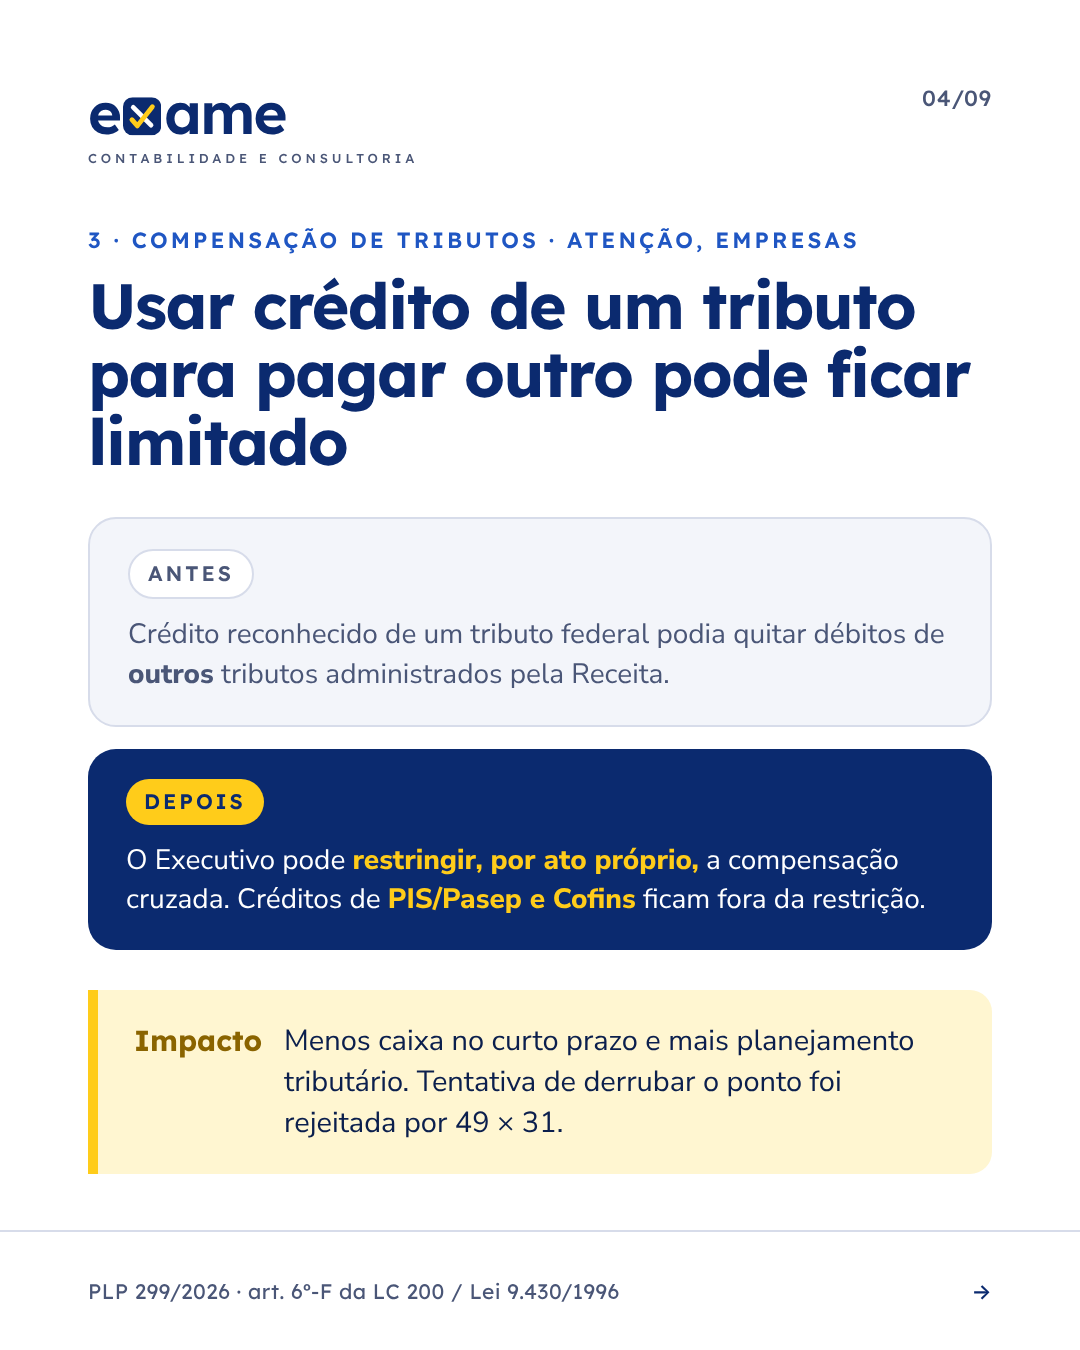 exame
04/09
CONTABILIDADE E CONSULTORIA
3 · COMPENSAÇÃO DE TRIBUTOS · ATENÇÃO, EMPRESAS
Usar crédito de um tributo
para pagar outro pode ficar
limitado
ANTES
Crédito reconhecido de um tributo federal podia quitar débitos de
outros tributos administrados pela Receita.
DEPOIS
O Executivo pode restringir, por ato próprio, a compensação
cruzada. Créditos de PIS/Pasep e Cofins ficam fora da restrição.
Impacto Menos caixa no curto prazo e mais planejamento
tributário. Tentativa de derrubar o ponto foi
rejeitada por 49 × 31.
PLP 299/2026 · art. 6º-F da LC 200 / Lei 9.430/1996 →